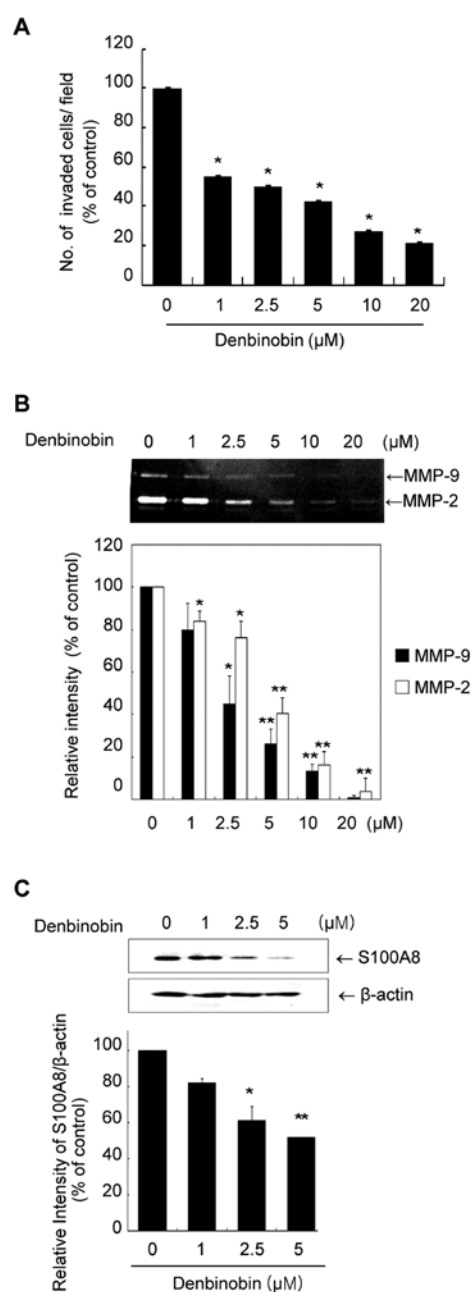 A
No. of invaded cells/ field
(% of control)
120
100
80
60
40
20
0
* * * * *
0 1 2.5 5 10 20
Denbinobin (μM)
B
Denbinobin 0 1 2.5 5 10 20 (μM)
←MMP-9
←MMP-2
Relative intensity (% of control)
120
100
80
60
40
20
0
* * * ** ** ** ** **
MMP-9
MMP-2
0 1 2.5 5 10 20 (μM)
C
Denbinobin 0 1 2.5 5 (μM)
← S100A8
← β-actin
Relative Intensity of S100A8/β-actin
(% of control)
100
80
60
40
20
0
* **
0 1 2.5 5
Denbinobin (μM)